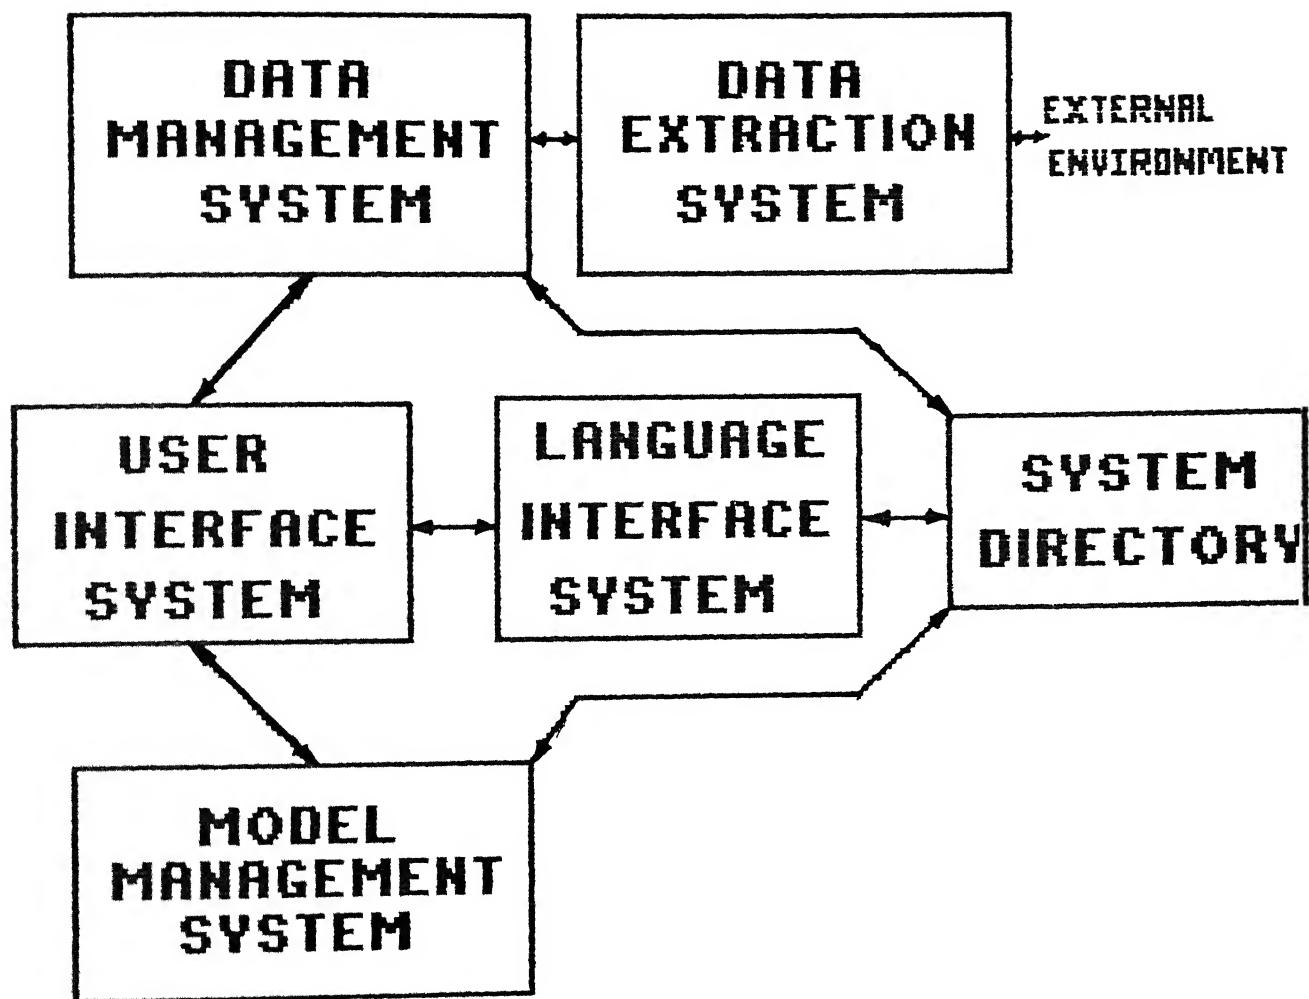 DATA
MANAGEMENT
SYSTEM
DATA
EXTRACTION
SYSTEM
EXTERNAL
ENVIRONMENT
USER
INTERFACE
SYSTEM
LANGUAGE
INTERFACE
SYSTEM
SYSTEM
DIRECTORY
MODEL
MANAGEMENT
SYSTEM